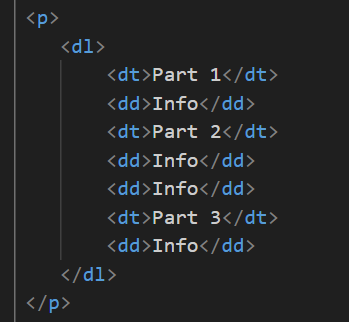 <p>
<dl>
<dt>Part 1</dt>
<dd>Info</dd>
<dt>Part 2</dt>
<dd>Info</dd>
<dd>Info</dd>
<dt>Part 3</dt>
<dd>Info</dd>
</dl>
</p>